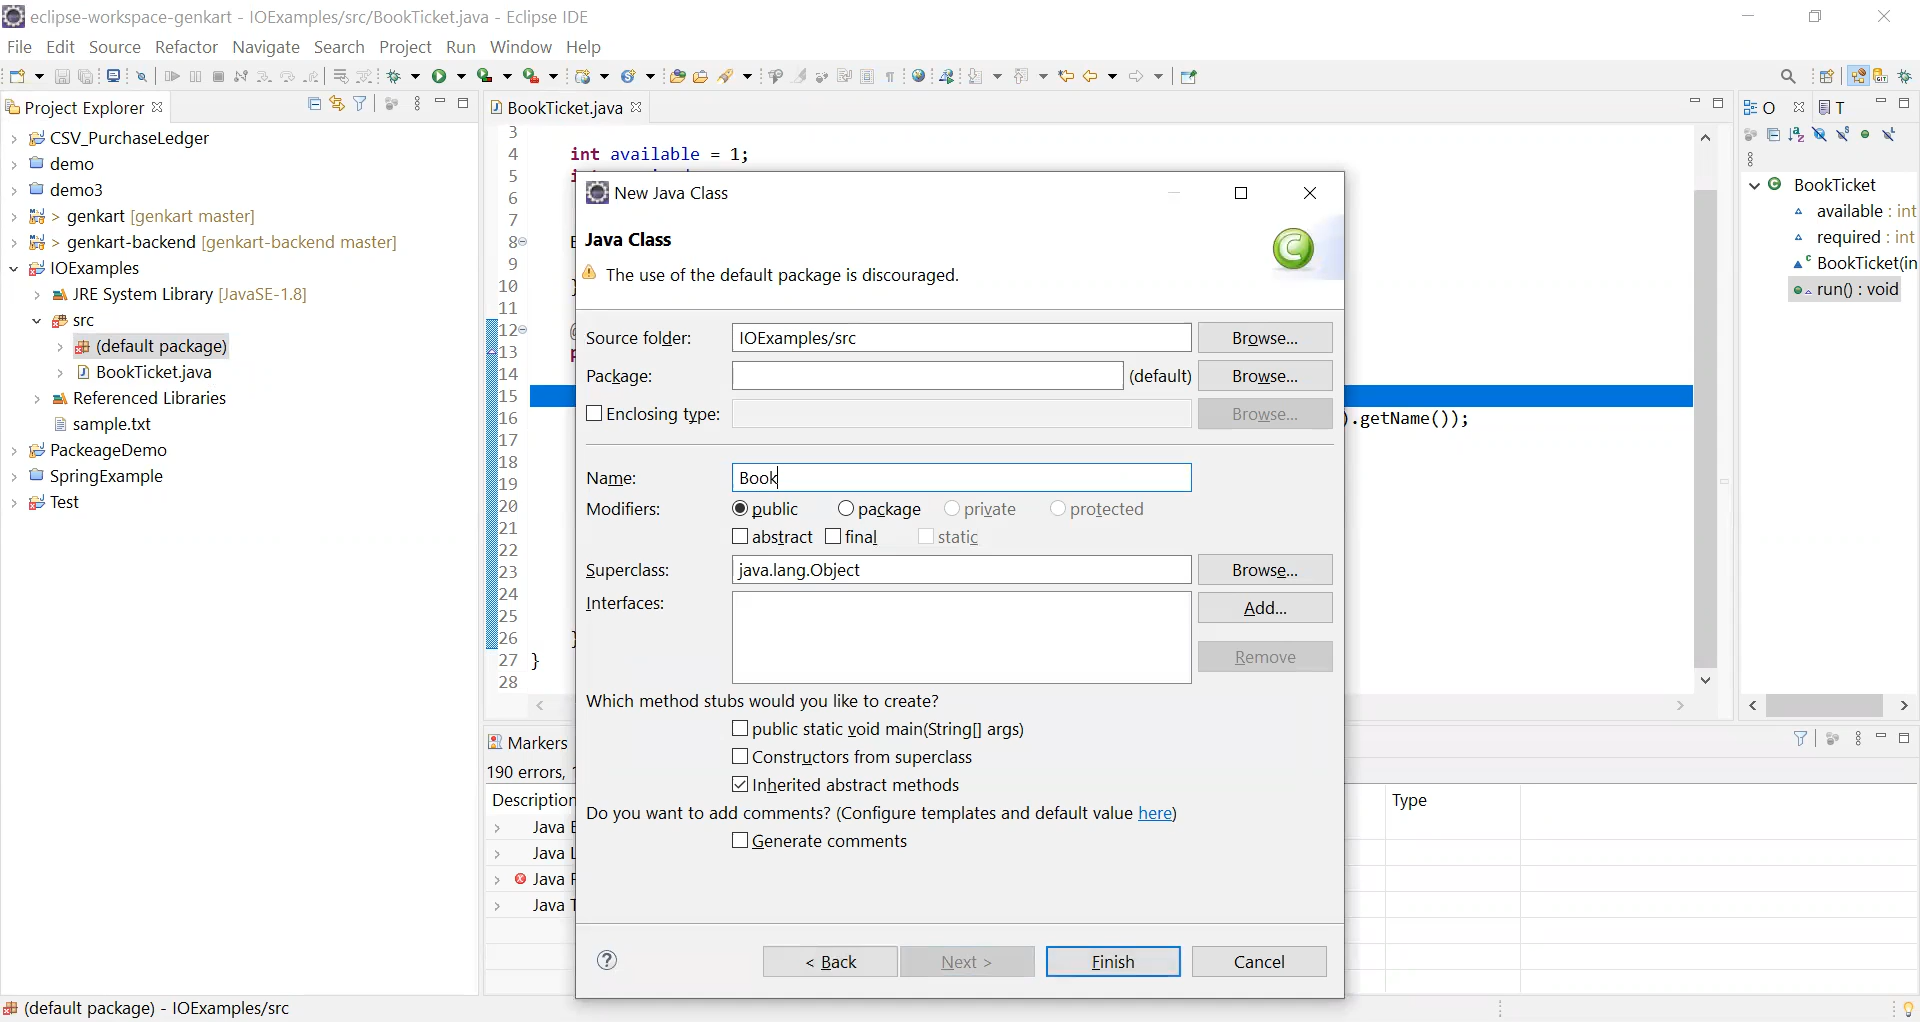 eclipse-workspace-genkart - IOExamples/src/BookTicket.java - Eclipse IDE
File Edit Source Refactor Navigate Search Project Run Window Help
Project Explorer
CSV_PurchaseLedger
demo
demo3
> genkart [genkart master]
> genkart-backend [genkart-backend master]
IOExamples
JRE System Library [JavaSE-1.8]
src
(default package)
BookTicket.java
Referenced Libraries
sample.txt
PackeageDemo
SpringExample
Test
BookTicket.java
3
4 int available = 1;
5
6
7
8
9
10 }
11
12
13
14
15
16 ).getName());
17
18
19
20
21
22
23
24
25
26 }
27 }
28
New Java Class
Java Class
The use of the default package is discouraged.
Source folder: IOExamples/src Browse...
Package: (default) Browse...
Enclosing type: Browse...
Name: Book
Modifiers: public package private protected
abstract final static
Superclass: java.lang.Object Browse...
Interfaces: Add...
Remove
Which method stubs would you like to create?
public static void main(String[] args)
Constructors from superclass
Inherited abstract methods
Do you want to add comments? (Configure templates and default value here)
Generate comments
< Back Next > Finish Cancel
O T
BookTicket
available : int
required : int
BookTicket(in
run() : void
Markers
190 errors,
Description Type
Java
Java
Java
Java
(default package) - IOExamples/src